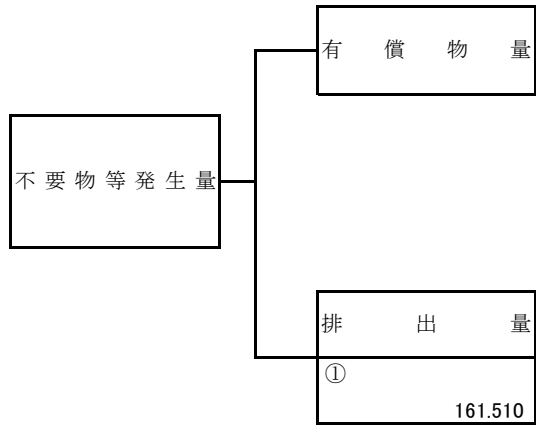 有償物量
不要物等発生量
排出量
①
161.510